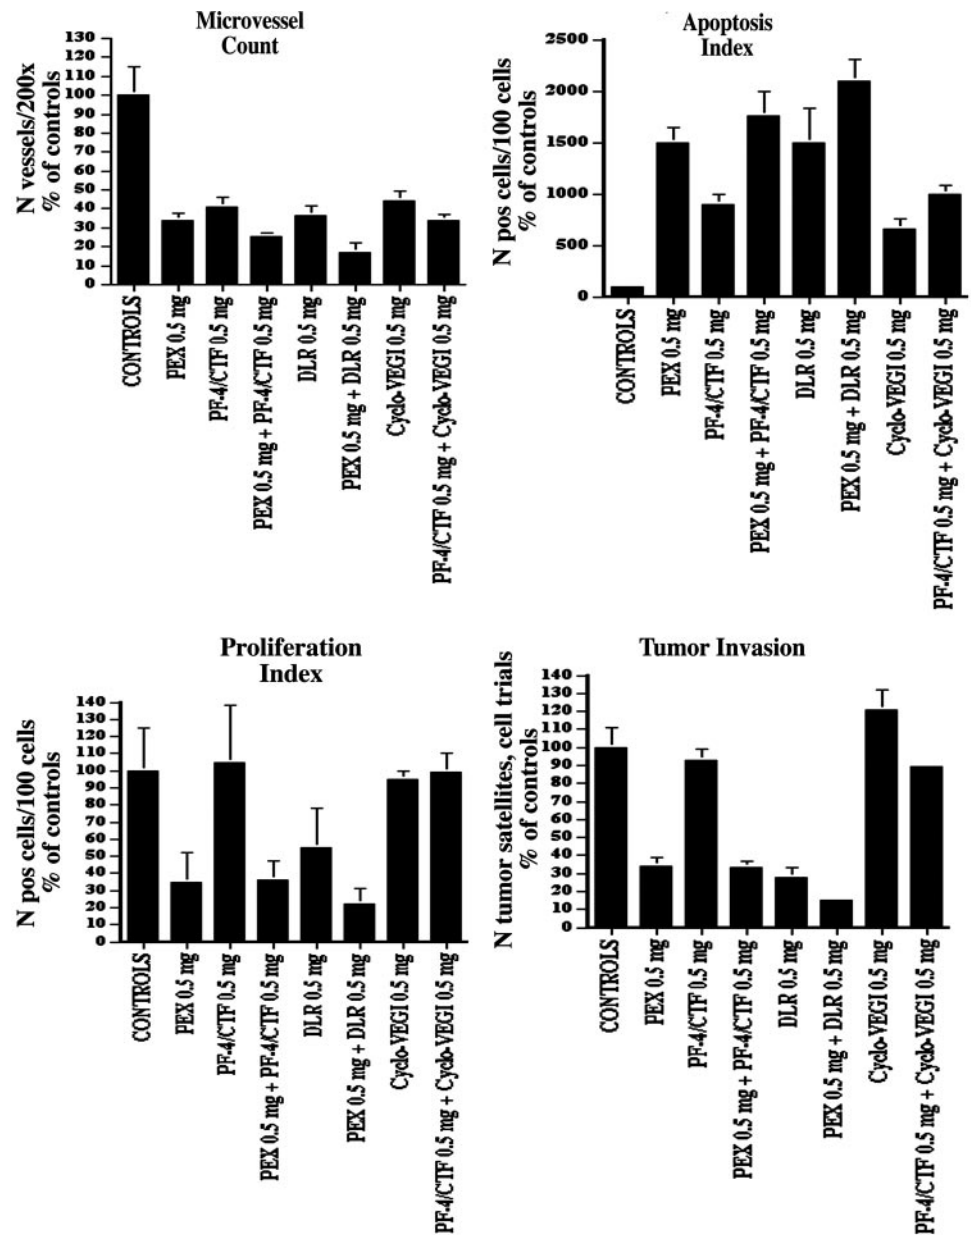 Microvessel
Count
N vessels/200x
% of controls
130
120
110
100
90
80
70
60
50
40
30
20
10
0
CONTROLS
PEX 0.5 mg
PF-4/CTF 0.5 mg
PEX 0.5 mg + PF-4/CTF 0.5 mg
DLR 0.5 mg
PEX 0.5 mg + DLR 0.5 mg
Cyclo-VEGI 0.5 mg
PF-4/CTF 0.5 mg + Cyclo-VEGI 0.5 mg
Apoptosis
Index
N pos cells/100 cells
% of controls
2500
2000
1500
1000
500
0
CONTROLS
PEX 0.5 mg
PF-4/CTF 0.5 mg
PEX 0.5 mg + PF-4/CTF 0.5 mg
DLR 0.5 mg
PEX 0.5 mg + DLR 0.5 mg
Cyclo-VEGI 0.5 mg
PF-4/CTF 0.5 mg + Cyclo-VEGI 0.5 mg
Proliferation
Index
N pos cells/100 cells
% of controls
140
130
120
110
100
90
80
70
60
50
40
30
20
10
0
CONTROLS
PEX 0.5 mg
PF-4/CTF 0.5 mg
PEX 0.5 mg + PF-4/CTF 0.5 mg
DLR 0.5 mg
PEX 0.5 mg + DLR 0.5 mg
Cyclo-VEGI 0.5 mg
PF-4/CTF 0.5 mg + Cyclo-VEGI 0.5 mg
Tumor Invasion
N tumor satellites, cell trials
% of controls
140
130
120
110
100
90
80
70
60
50
40
30
20
10
0
CONTROLS
PEX 0.5 mg
PF-4/CTF 0.5 mg
PEX 0.5 mg + PF-4/CTF 0.5 mg
DLR 0.5 mg
PEX 0.5 mg + DLR 0.5 mg
Cyclo-VEGI 0.5 mg
PF-4/CTF 0.5 mg + Cyclo-VEGI 0.5 mg